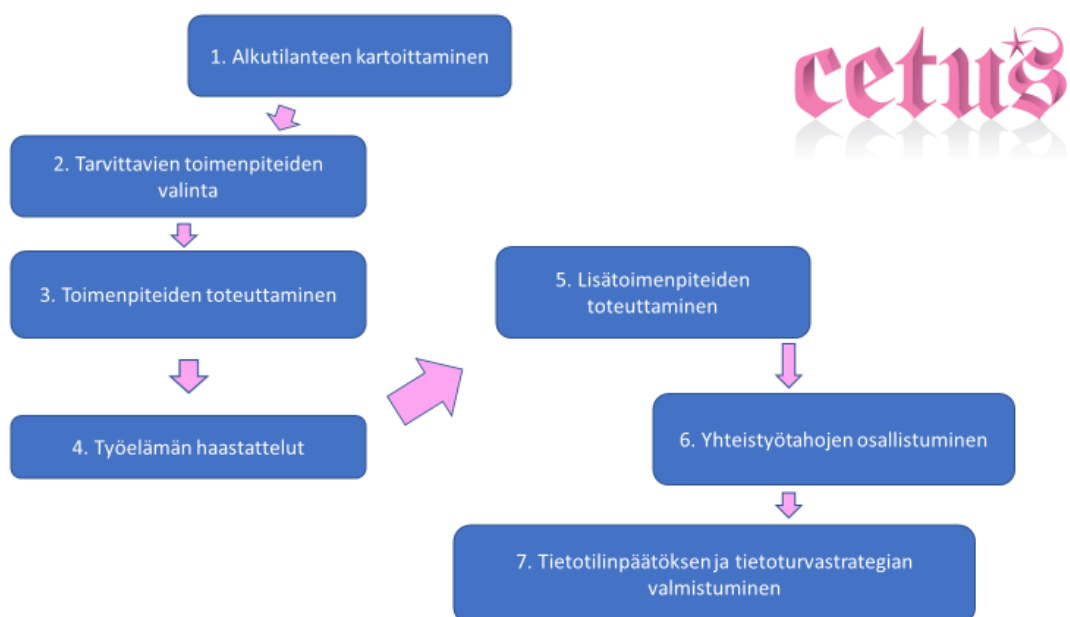 1. Alkutilanteen kartoittaminen
cetus
2. Tarvittavien toimenpiteiden
valinta
3. Toimenpiteiden toteuttaminen
4. Työelämän haastattelut
5. Lisätoimenpiteiden
toteuttaminen
6. Yhteistyötahojen osallistuminen
7. Tietotilinpäätöksen ja tietoturvastrategian
valmistuminen